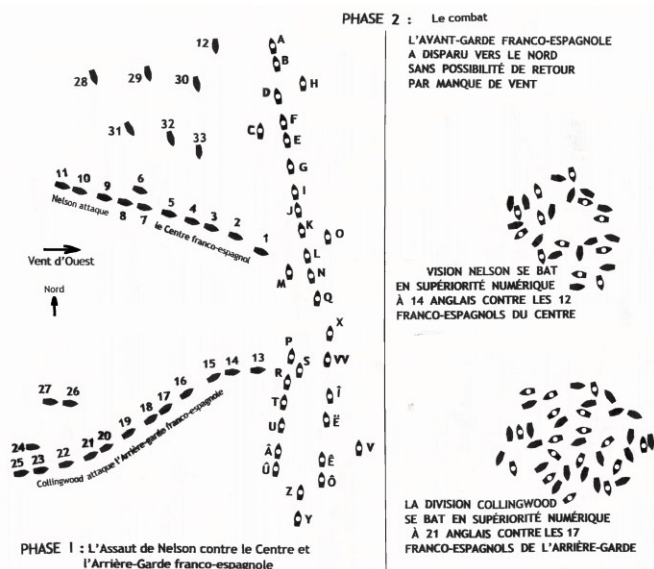 PHASE 2 : Le combat
L'AVANT-GARDE FRANCO-ESPAGNOLE
A DISPARU VERS LE NORD
SANS POSSIBILITÉ DE RETOUR
PAR MANQUE DE VENT
12
A
B
28
29
30
H
D
F
C
E
31
32
33
G
11
10
9
8
7
6
5
4
3
2
1
I
J
K
O
Nelson attaque le Centre franco-espagnol
L
M
N
Q
Vent d'Ouest
Nord
VISION NELSON SE BAT
EN SUPÉRIORITÉ NUMÉRIQUE
À 14 ANGLAIS CONTRE LES 12
FRANCO-ESPAGNOLS DU CENTRE
X
P
VV
S
R
15
14
13
16
17
18
19
20
21
22
23
24
25
26
27
Î
T
Ë
U
V
Â
Ê
Û
Ô
Z
Y
Collingwood attaque l'Arrière-garde franco-espagnole
LA DIVISION COLLINGWOOD
SE BAT EN SUPÉRIORITÉ NUMÉRIQUE
À 21 ANGLAIS CONTRE LES 17
FRANCO-ESPAGNOLS DE L'ARRIÈRE-GARDE
PHASE I : L'Assaut de Nelson contre le Centre et
l'Arrière-Garde franco-espagnole